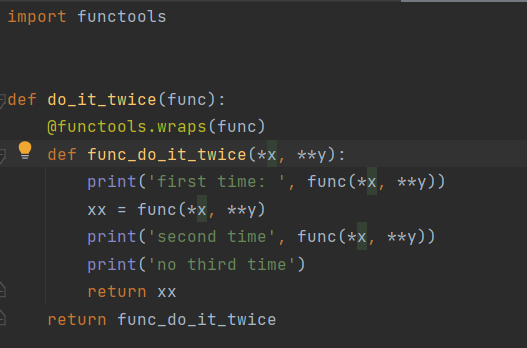 import functools
def do_it_twice(func):
    @functools.wraps(func)
    def func_do_it_twice(*x, **y):
        print('first time: ', func(*x, **y))
        xx = func(*x, **y)
        print('second time', func(*x, **y))
        print('no third time')
        return xx
    return func_do_it_twice